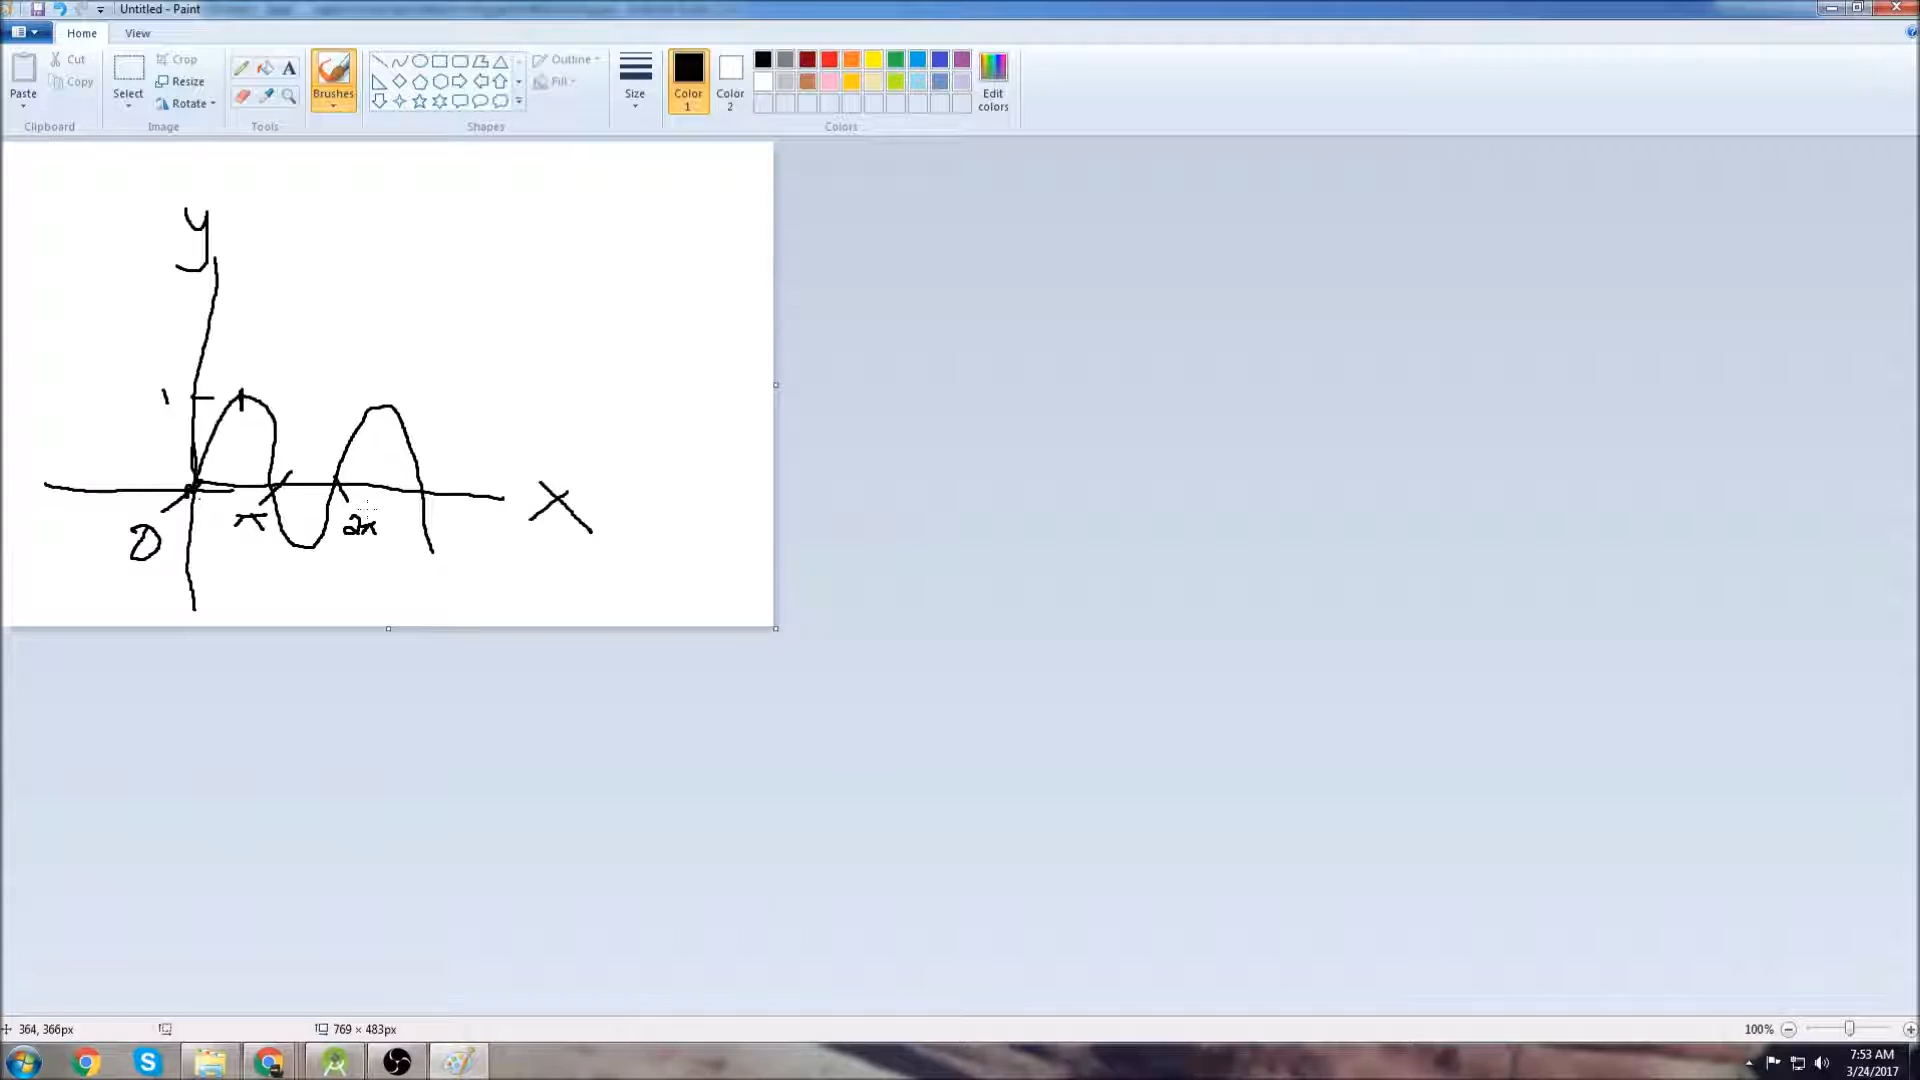 Untitled - Paint
Home View
Paste
Cut
Copy
Clipboard
Select
Crop
Resize
Rotate
Image
Tools
Brushes
Outline
Fill
Shapes
Size
Color 1
Color 2
Edit colors
Colors
y
1
0 π 2π
x
364, 366px
769 × 483px
100%
7:53 AM
3/24/2017